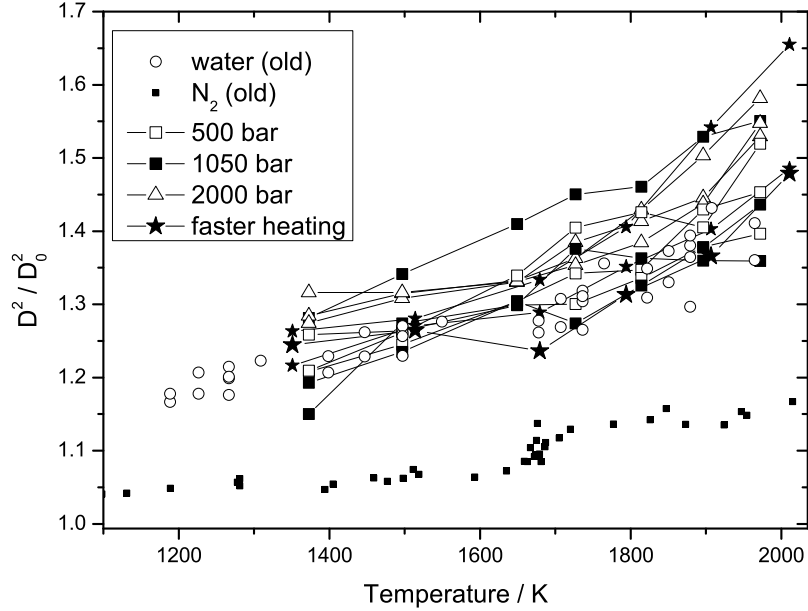 1.7
1.6
1.5
1.4
1.3
1.2
1.1
1.0
D² / D₀²
water (old)
N₂ (old)
500 bar
1050 bar
2000 bar
faster heating
1200 1400 1600 1800 2000
Temperature / K